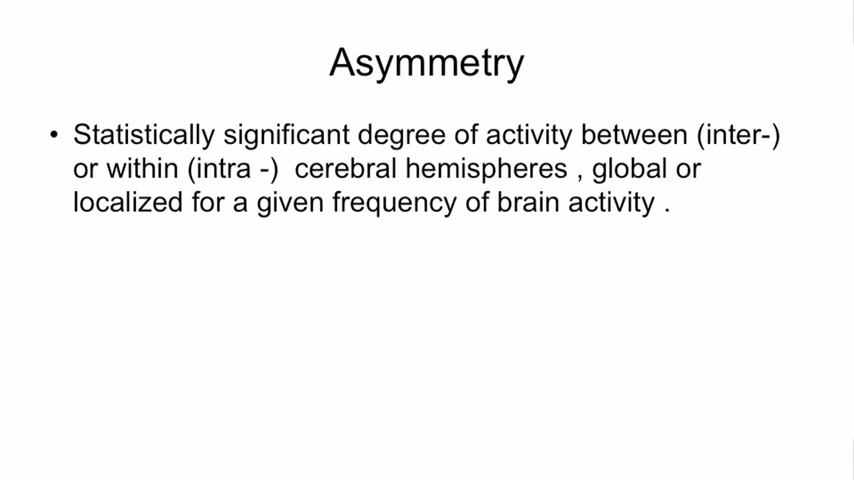 Asymmetry
• Statistically significant degree of activity between (inter-)
or within (intra -)  cerebral hemispheres , global or
localized for a given frequency of brain activity .